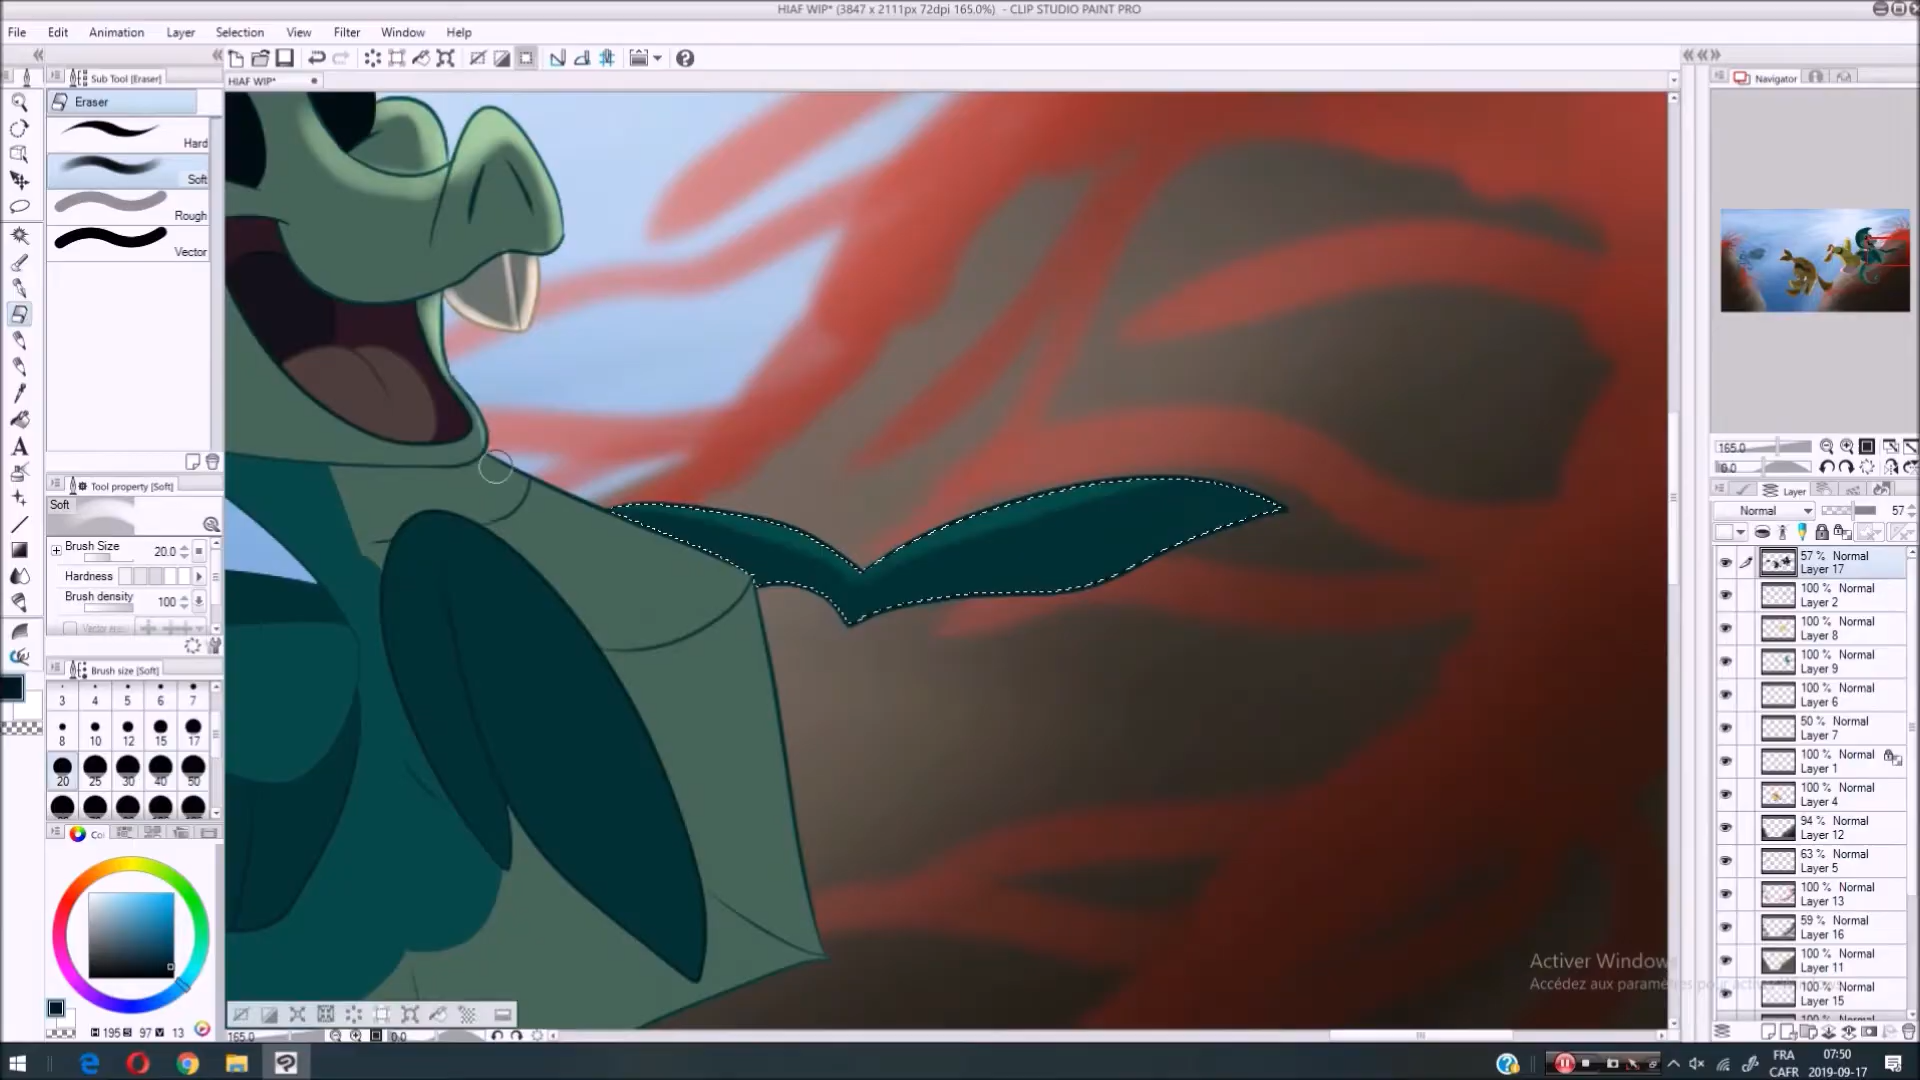 HIAF WIP* (3847 x 2111px 72dpi 165.0%) - CLIP STUDIO PAINT PRO
File Edit Animation Layer Selection View Filter Window Help
Sub Tool [Eraser]
HIAF WIP*
Navigator
Eraser
Hard
Soft
Rough
Vector
165.0
0.0
Tool property [Soft]
Layer
Soft
Normal 57
Brush Size 20.0
Hardness
Brush density 100
57 % Normal
Layer 17
100 % Normal
Layer 2
100 % Normal
Layer 8
100 % Normal
Layer 9
100 % Normal
Layer 6
50 % Normal
Layer 7
100 % Normal
Layer 1
100 % Normal
Layer 4
94 % Normal
Layer 12
63 % Normal
Layer 5
100 % Normal
Layer 13
59 % Normal
Layer 16
100 % Normal
Layer 11
100 % Normal
Layer 15
Brush size [Soft]
3 4 5 6 7
8 10 12 15 17
20 25 30 40 50
Co
Activer Windows
Accédez aux paramètres pour
H 195 S 97 V 13
165.0
0.0
FRA
CAFR
07:50
2019-09-17